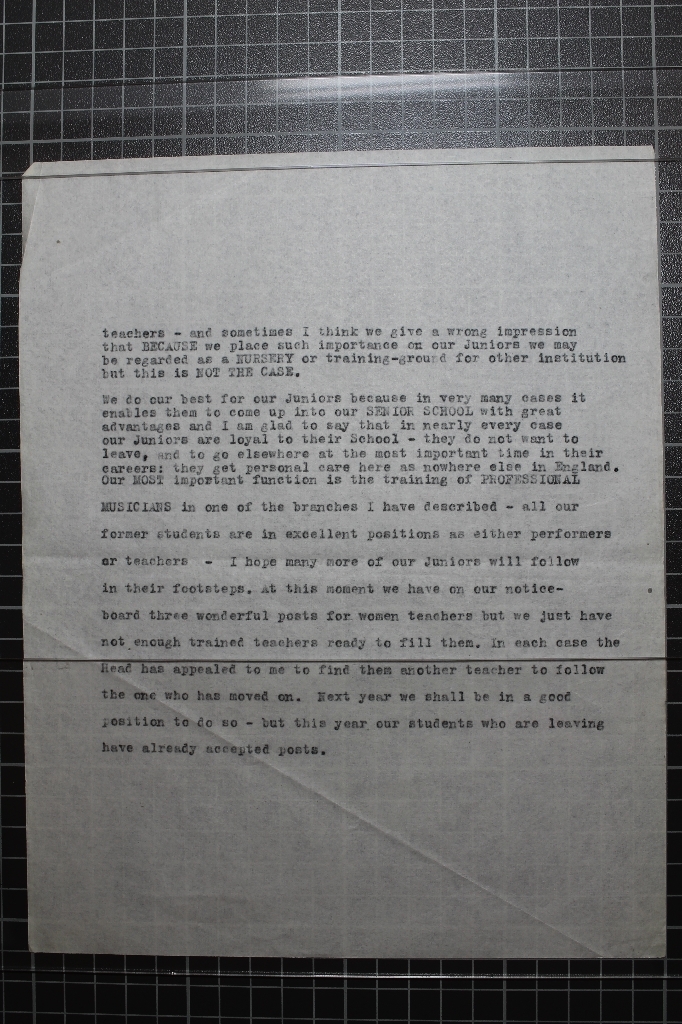 teachers - and sometimes I think we give a wrong impression
that BECAUSE we place such importance on our Juniors we may
be regarded as a NURSERY or training-ground for other institution
but this is NOT THE CASE.
We do our best for our Juniors because in very many cases it
enables them to come up into our SENIOR SCHOOL with great
advantages and I am glad to say that in nearly every case
our Juniors are loyal to their School - they do not want to
leave, and to go elsewhere at the most important time in their
careers: they get personal care here as nowhere else in England.
Our MOST important function is the training of PROFESSIONAL
MUSICIANS in one of the branches I have described - all our
former students are in excellent positions as either performers
or teachers - I hope many more of our Juniors will follow
in their footsteps. At this moment we have on our notice-
board three wonderful posts for women teachers but we just have
not enough trained teachers ready to fill them. In each case the
Head has appealed to me to find them another teacher to follow
the one who has moved on. Next year we shall be in a good
position to do so - but this year our students who are leaving
have already accepted posts.